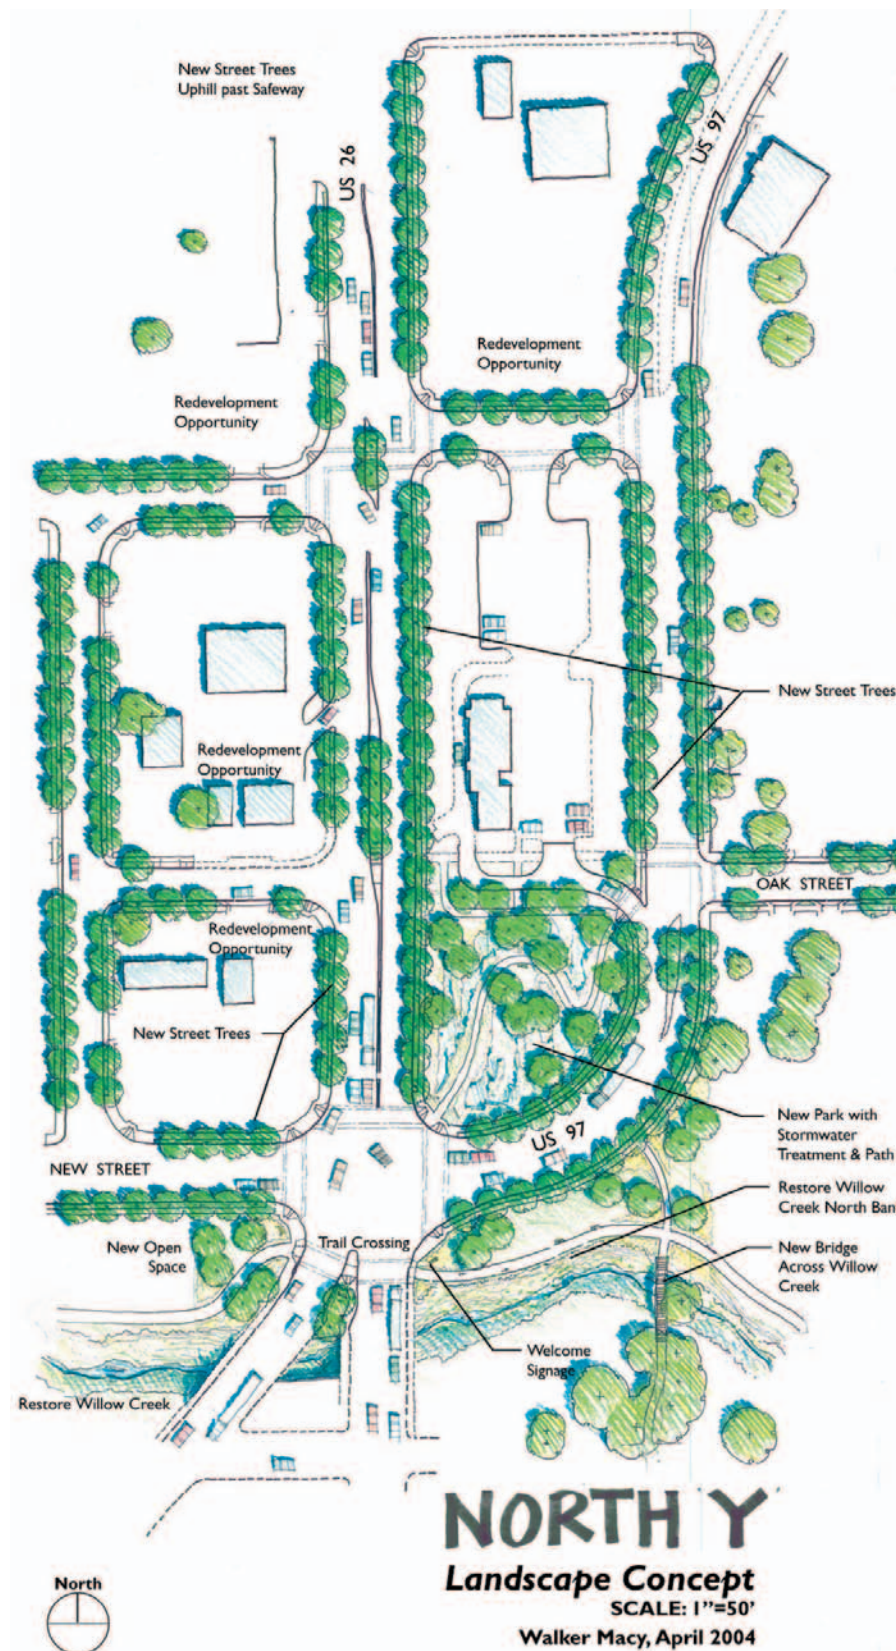 New Street Trees
Uphill past Safeway
US 26
US 97
Redevelopment
Opportunity
Redevelopment
Opportunity
New Street Trees
Redevelopment
Opportunity
OAK STREET
Redevelopment
Opportunity
New Street Trees
New Park with
Stormwater
Treatment & Path
US 97
NEW STREET
Restore Willow
Creek North Ban
New Open
Space
Trail Crossing
New Bridge
Across Willow
Creek
Welcome
Signage
Restore Willow Creek
NORTH Y
Landscape Concept
SCALE: 1"=50'
Walker Macy, April 2004
North